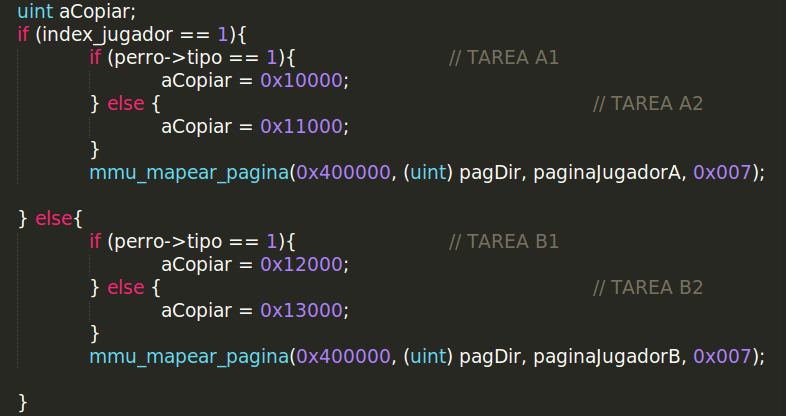 uint aCopiar;
if (index_jugador == 1){
if (perro->tipo == 1){ // TAREA A1
aCopiar = 0x10000;
} else { // TAREA A2
aCopiar = 0x11000;
}
mmu_mapear_pagina(0x400000, (uint) pagDir, paginaJugadorA, 0x007);
} else{
if (perro->tipo == 1){ // TAREA B1
aCopiar = 0x12000;
} else { // TAREA B2
aCopiar = 0x13000;
}
mmu_mapear_pagina(0x400000, (uint) pagDir, paginaJugadorB, 0x007);
}